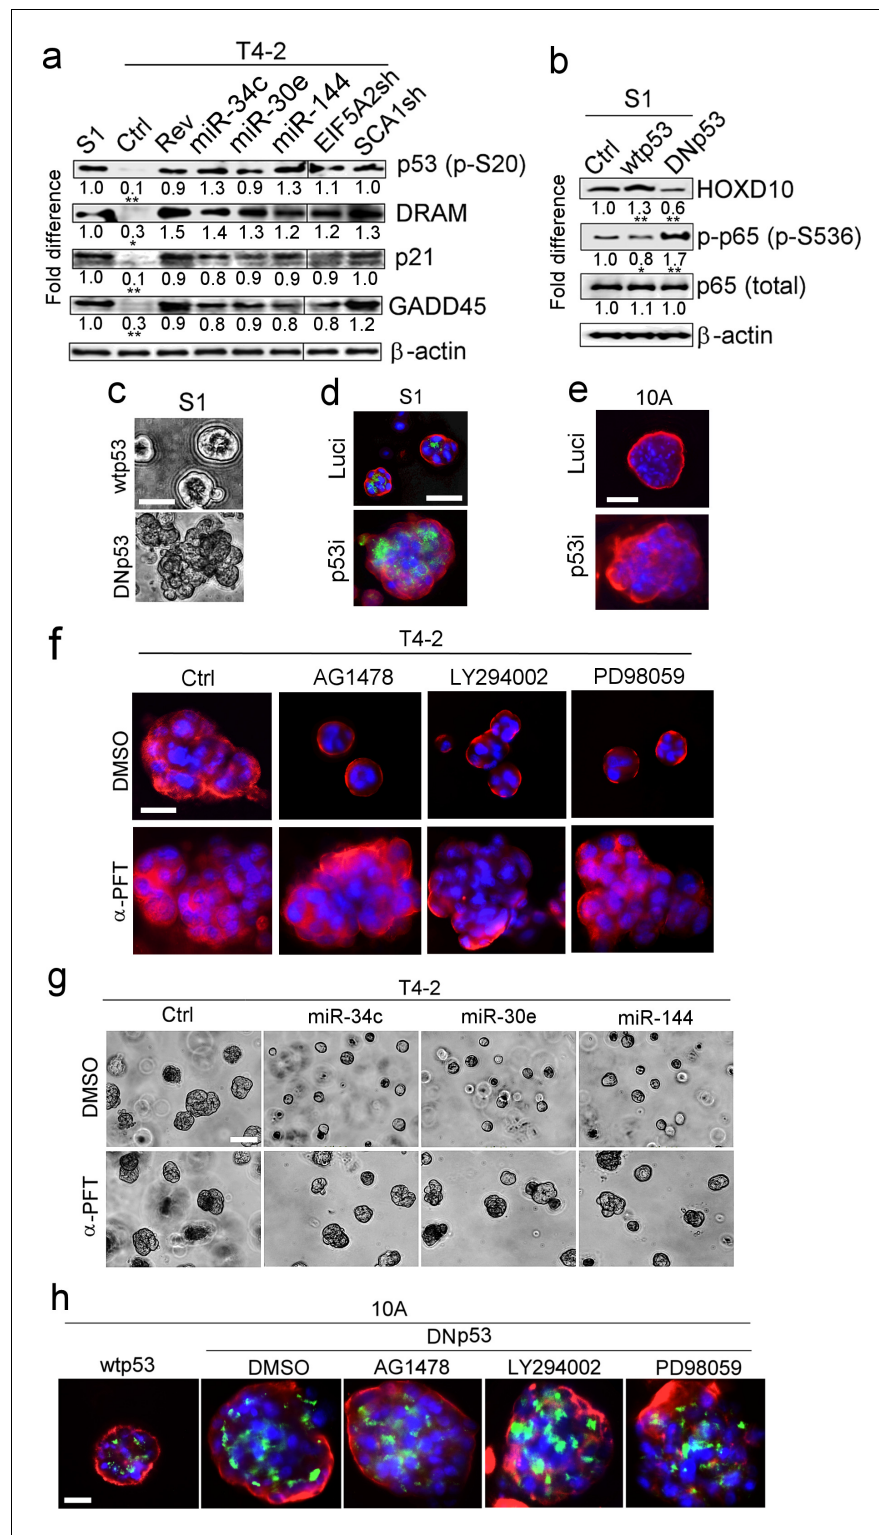 a
T4-2
S1 Ctrl Rev miR-34c miR-30e miR-144 EIF5A2sh SCA1sh
Fold difference
p53 (p-S20)
1.0 0.1 0.9 1.3 0.9 1.3 1.1 1.0
**
DRAM
1.0 0.3 1.5 1.4 1.3 1.2 1.2 1.3
*
p21
1.0 0.1 0.9 0.8 0.9 0.9 0.9 1.0
**
GADD45
1.0 0.3 0.9 0.8 0.9 0.8 0.8 1.2
**
β-actin
b
S1
Ctrl wtp53 DNp53
Fold difference
HOXD10
1.0 1.3 0.6
** **
p-p65 (p-S536)
1.0 0.8 1.7
* **
p65 (total)
1.0 1.1 1.0
β-actin
c
S1
wtp53
DNp53
d
S1
Luci
p53i
e
10A
Luci
p53i
f
T4-2
Ctrl AG1478 LY294002 PD98059
DMSO
α-PFT
g
T4-2
Ctrl miR-34c miR-30e miR-144
DMSO
α-PFT
h
10A
DNp53
wtp53 DMSO AG1478 LY294002 PD98059